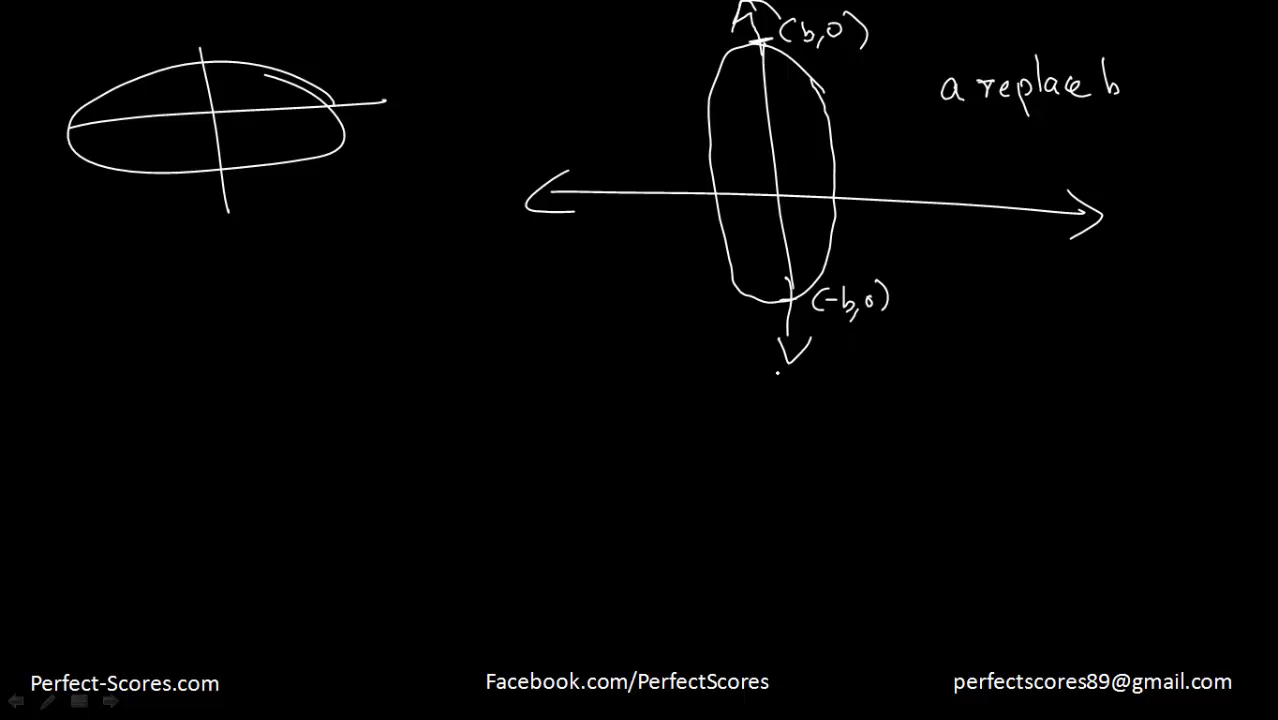 (b,0)
a replace b
(-b,0)
Perfect-Scores.com
Facebook.com/PerfectScores
perfectscores89@gmail.com